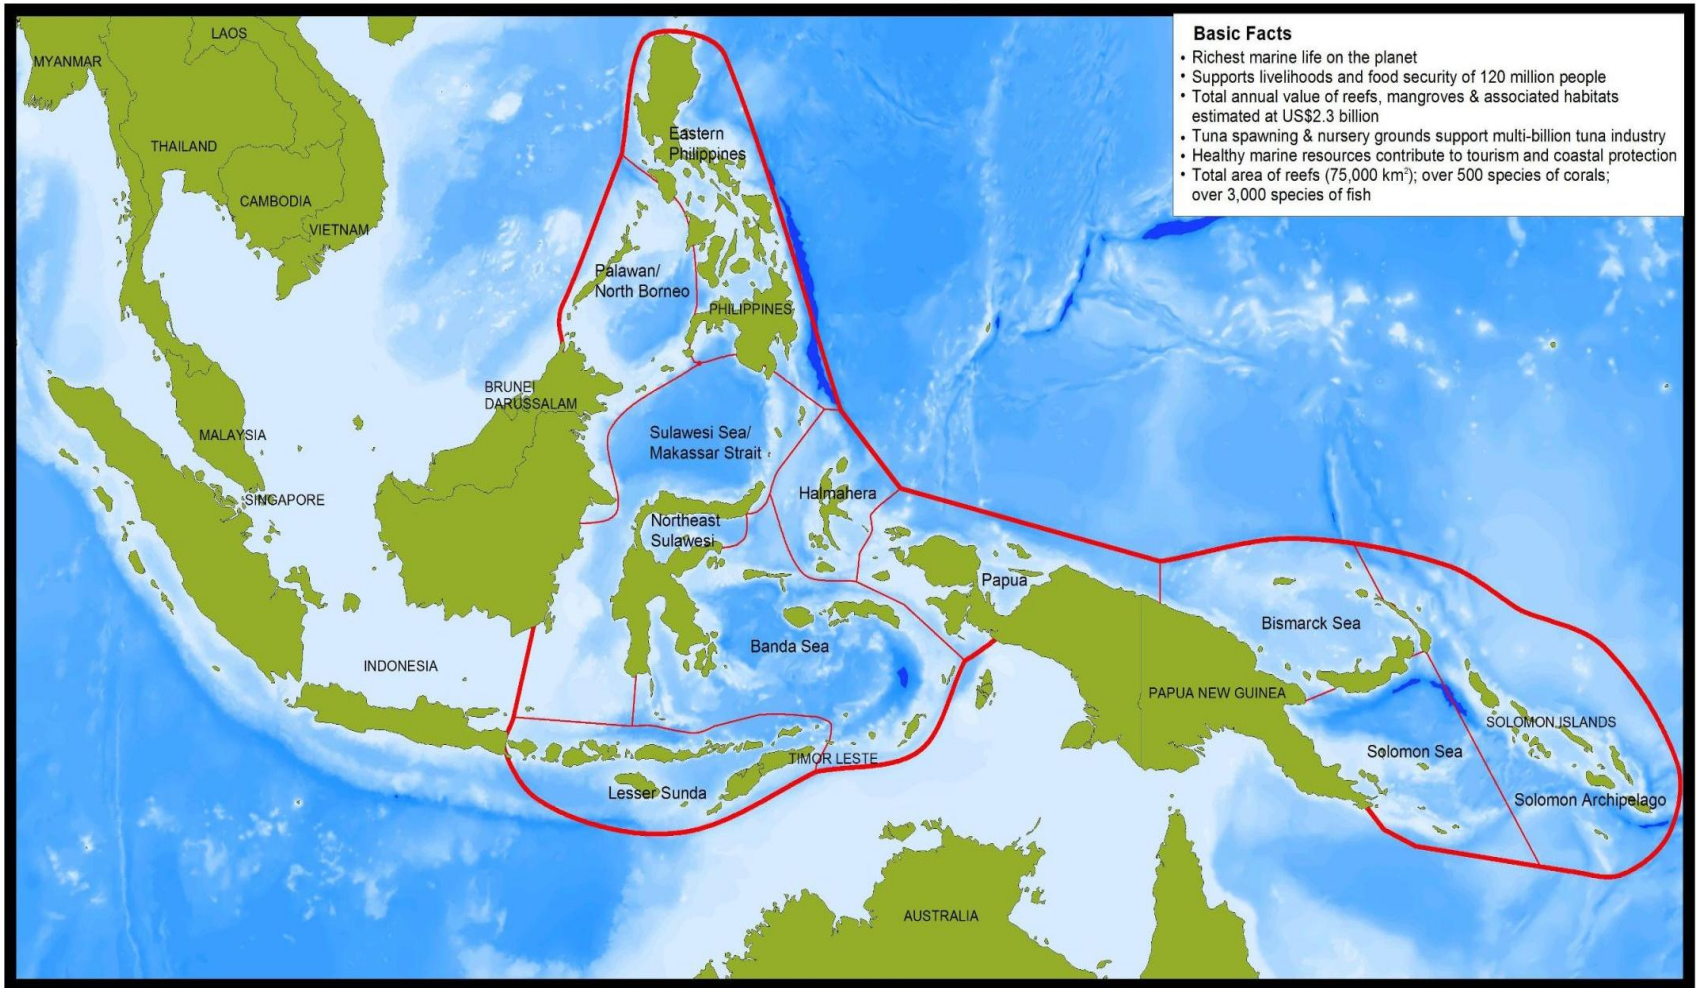 Basic Facts
• Richest marine life on the planet
• Supports livelihoods and food security of 120 million people
• Total annual value of reefs, mangroves & associated habitats
estimated at US$2.3 billion
• Tuna spawning & nursery grounds support multi-billion tuna industry
• Healthy marine resources contribute to tourism and coastal protection
• Total area of reefs (75,000 km²); over 500 species of corals;
over 3,000 species of fish
LAOS
MYANMAR
THAILAND
CAMBODIA
VIETNAM
Eastern
Philippines
Palawan/
North Borneo
PHILIPPINES
BRUNEI
DARUSSALAM
MALAYSIA
SINGAPORE
Sulawesi Sea/
Makassar Strait
Halmahera
Northeast
Sulawesi
Papua
Bismarck Sea
Banda Sea
INDONESIA
PAPUA NEW GUINEA
SOLOMON ISLANDS
Solomon Sea
TIMOR LESTE
Lesser Sunda
Solomon Archipelago
AUSTRALIA